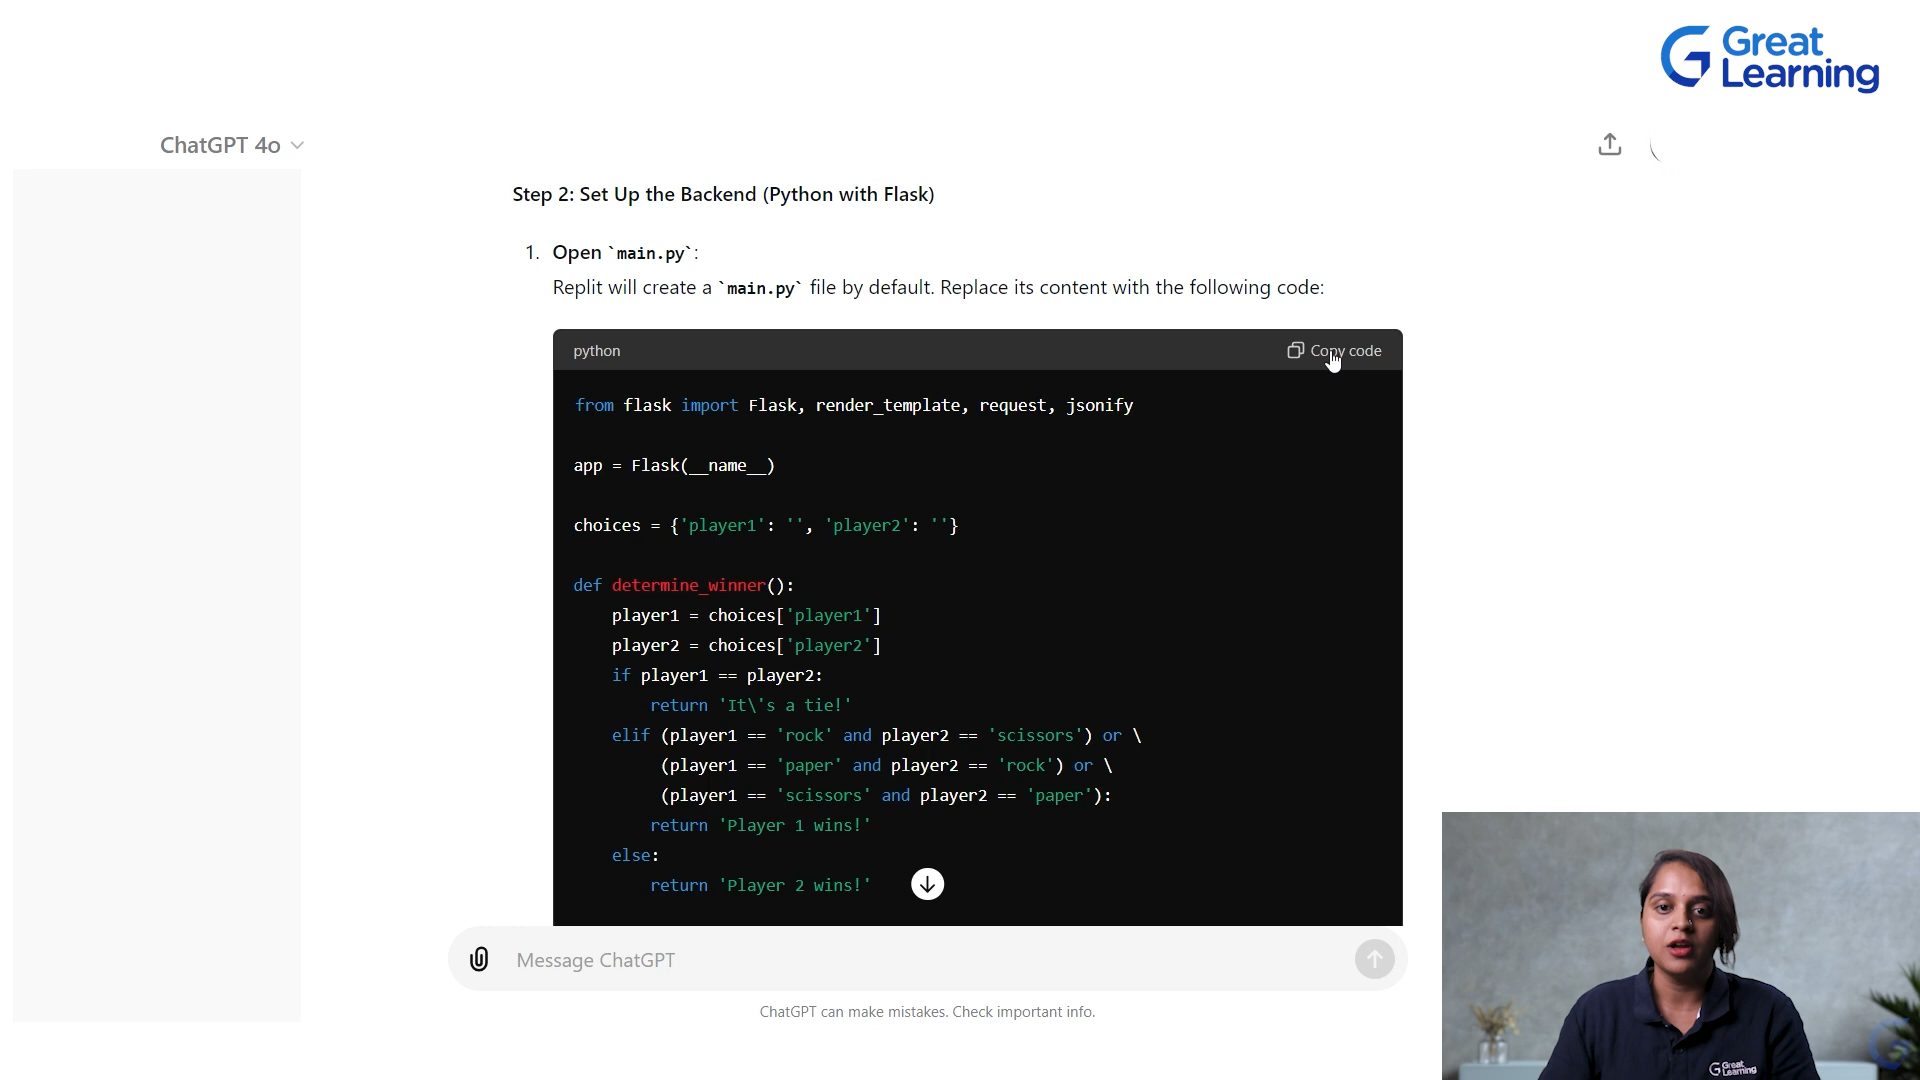 Great
Learning
ChatGPT 4o
Step 2: Set Up the Backend (Python with Flask)
1. Open `main.py`:
Replit will create a `main.py` file by default. Replace its content with the following code:
python
Copy code
from flask import Flask, render_template, request, jsonify
app = Flask(__name__)
choices = {'player1': '', 'player2': ''}
def determine_winner():
    player1 = choices['player1']
    player2 = choices['player2']
    if player1 == player2:
        return 'It\'s a tie!'
    elif (player1 == 'rock' and player2 == 'scissors') or \
         (player1 == 'paper' and player2 == 'rock') or \
         (player1 == 'scissors' and player2 == 'paper'):
        return 'Player 1 wins!'
    else:
        return 'Player 2 wins!'
Message ChatGPT
ChatGPT can make mistakes. Check important info.
Great
Learning